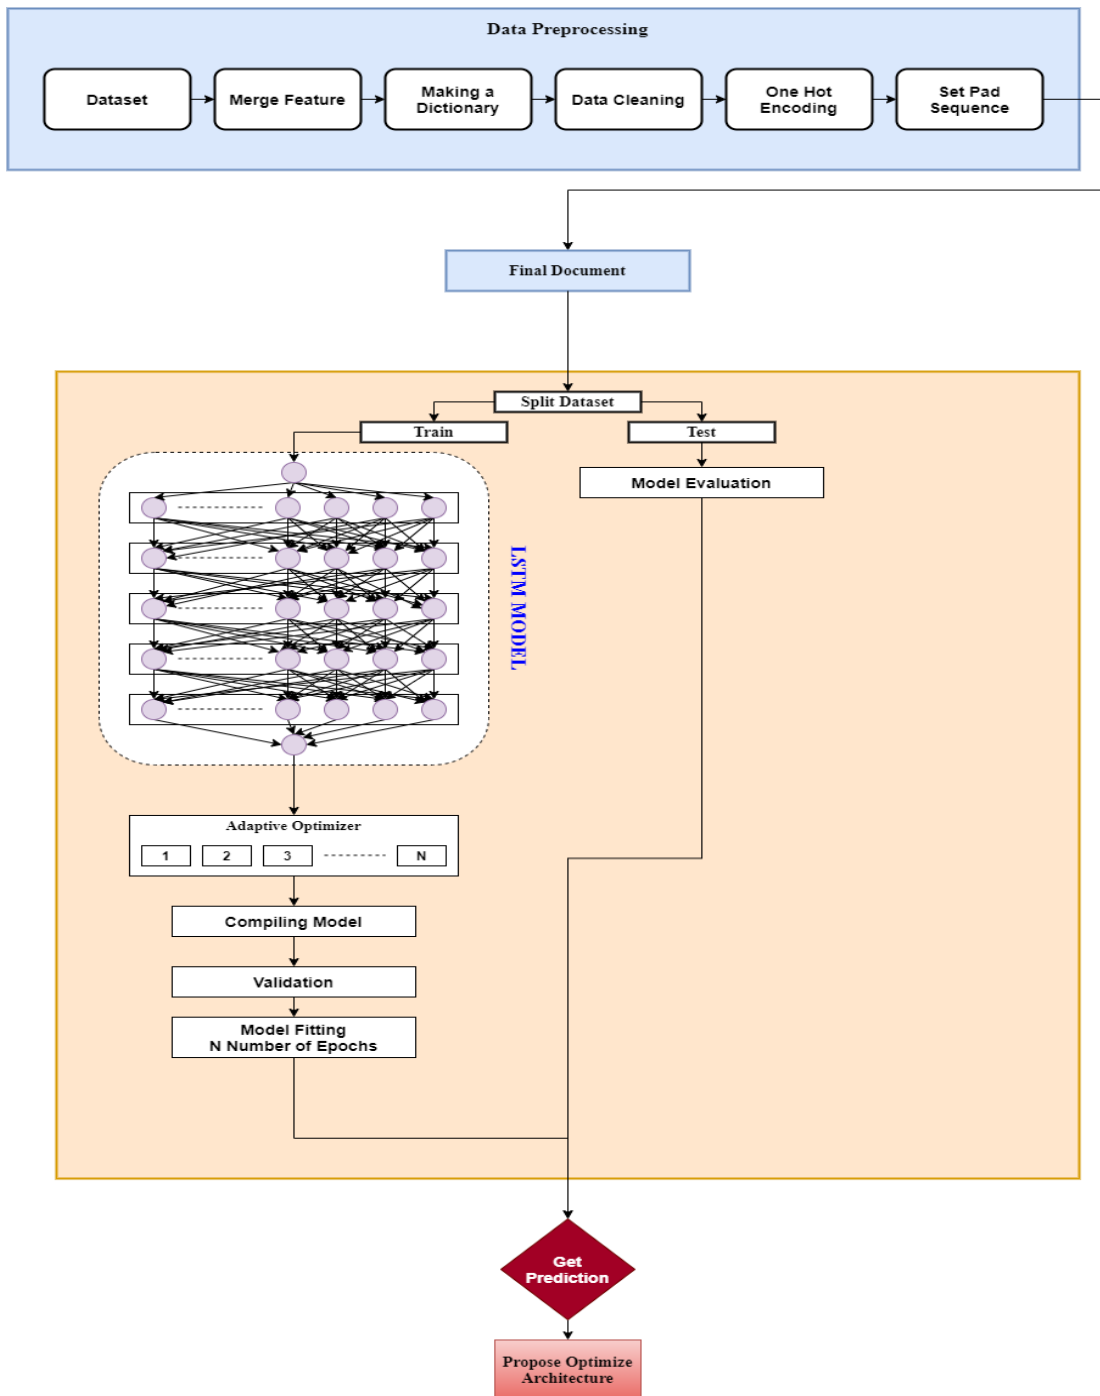 Data Preprocessing
Dataset
Merge Feature
Making a
Dictionary
Data Cleaning
One Hot
Encoding
Set Pad
Sequence
Final Document
Split Dataset
Train
Test
Model Evaluation
LSTM MODEL
Adaptive Optimizer
1
2
3
N
Compiling Model
Validation
Model Fitting
N Number of Epochs
Get
Prediction
Propose Optimize
Architecture